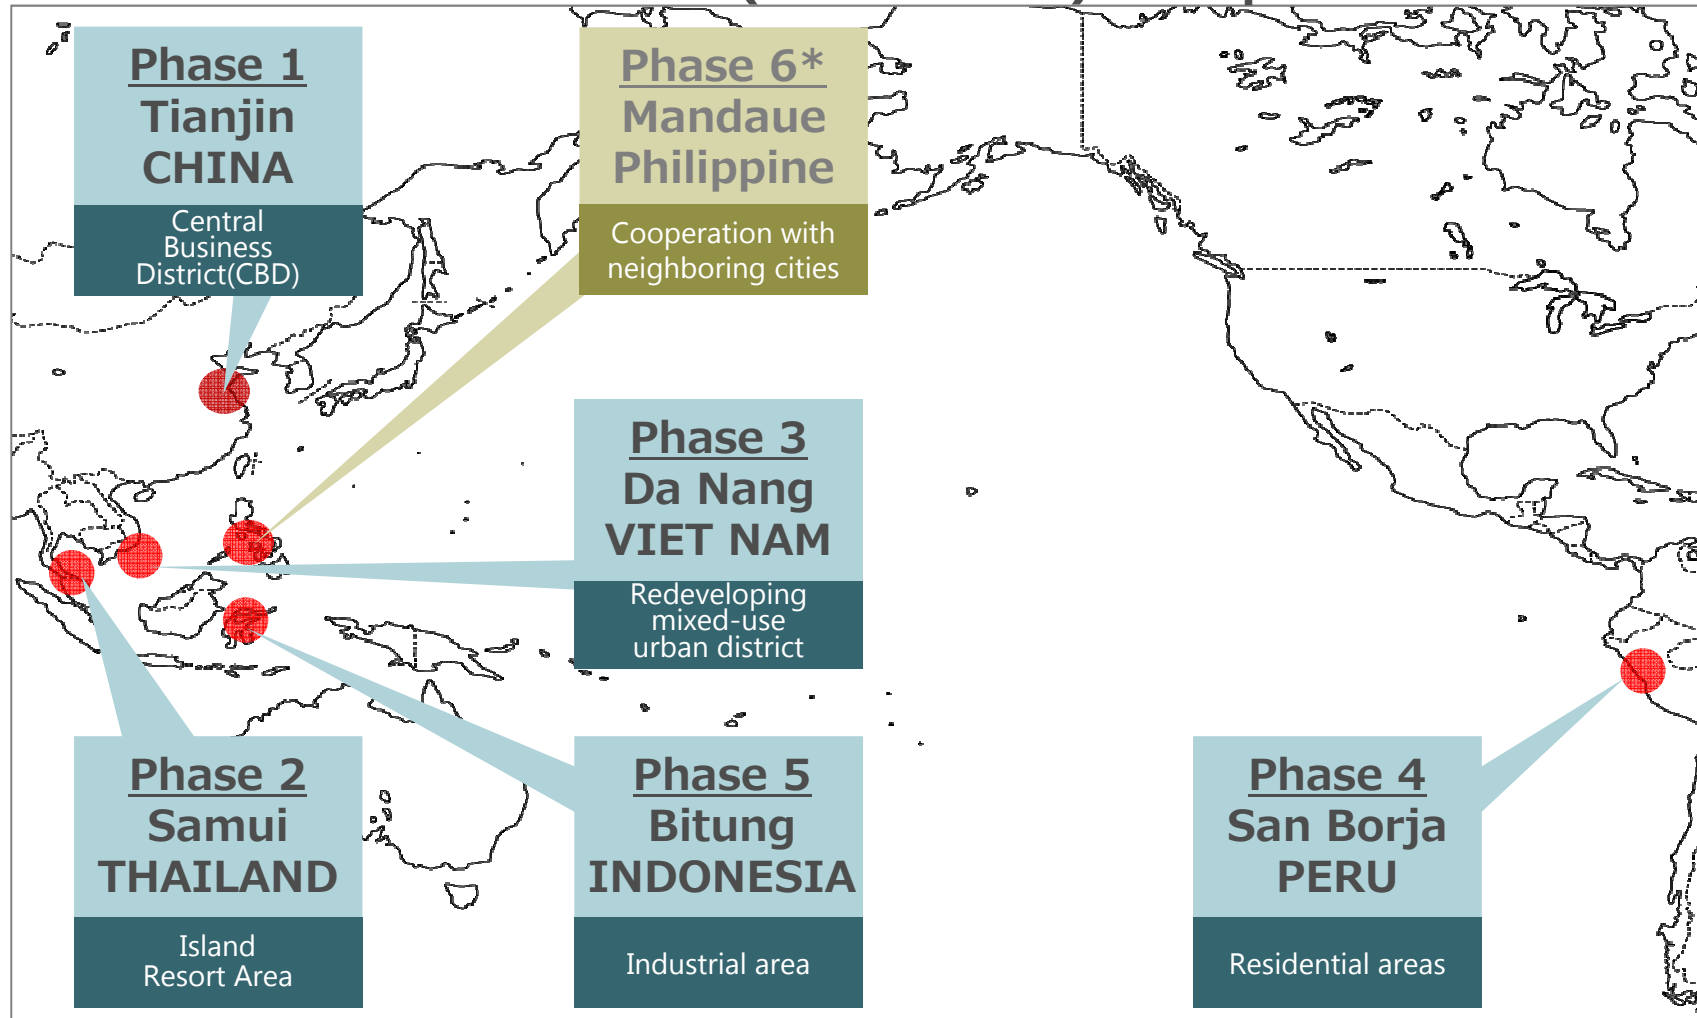 Phase 1
Tianjin
CHINA
Central
Business
District(CBD)
Phase 6*
Mandaue
Philippine
Cooperation with
neighboring cities
Phase 3
Da Nang
VIET NAM
Redeveloping
mixed-use
urban district
Phase 2
Samui
THAILAND
Island
Resort Area
Phase 5
Bitung
INDONESIA
Industrial area
Phase 4
San Borja
PERU
Residential areas